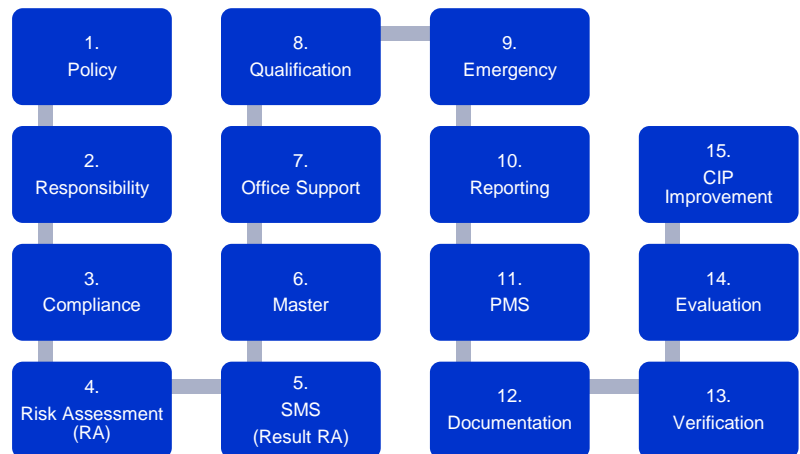 1.
Policy
2.
Responsibility
3.
Compliance
4.
Risk Assessment
(RA)
5.
SMS
(Result RA)
6.
Master
7.
Office Support
8.
Qualification
9.
Emergency
10.
Reporting
11.
PMS
12.
Documentation
13.
Verification
14.
Evaluation
15.
CIP
Improvement